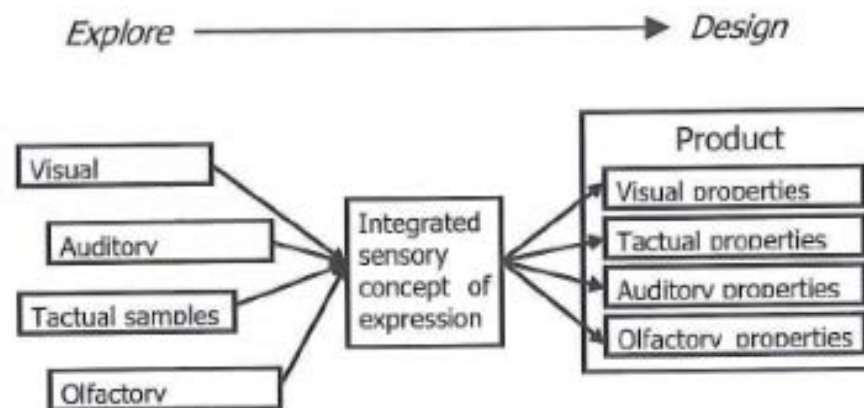 Explore
Design
Visual
Auditory
Tactual samples
Olfactory
Integrated
sensory
concept of
expression
Product
Visual properties
Tactual properties
Auditory properties
Olfactory properties